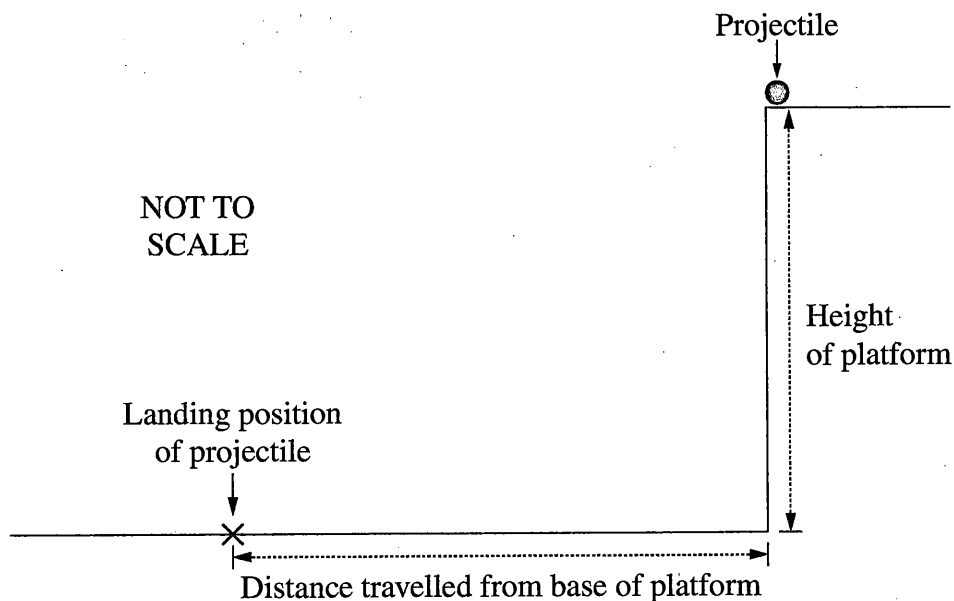 Projectile
NOT TO
SCALE
Height
of platform
Landing position
of projectile
Distance travelled from base of platform